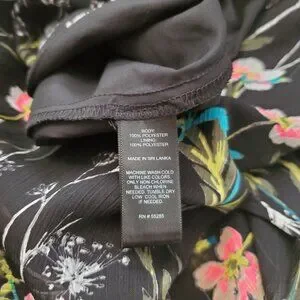 BODY:
100% POLYESTER
LINING:
100% POLYESTER
MADE IN SRI LANKA
MACHINE WASH COLD
WITH LIKE COLORS
ONLY NON CHLORINE
BLEACH WHEN
NEEDED. TUMBLE DRY
LOW. COOL IRON
IF NEEDED
RN # 55285